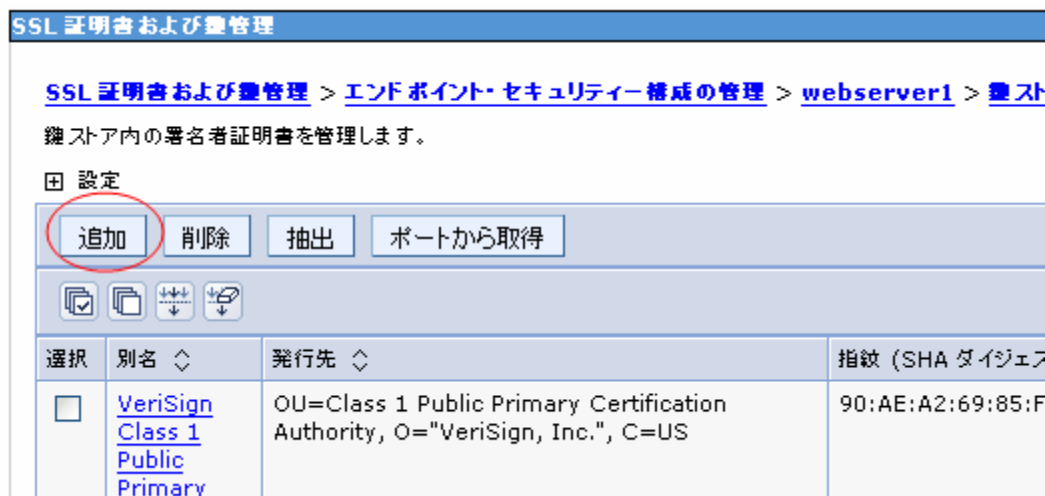 SSL 証明書および鍵管理
SSL 証明書および鍵管理 > エンドポイント・セキュリティー構成の管理 > webserver1 > 鍵スト
鍵ストア内の署名者証明書を管理します。
設定
追加 削除 抽出 ポートから取得
選択 別名 発行先 指紋 (SHA ダイジェス
VeriSign OU=Class 1 Public Primary Certification 90:AE:A2:69:85:F
Class 1 Authority, O="VeriSign, Inc.", C=US
Public
Primary